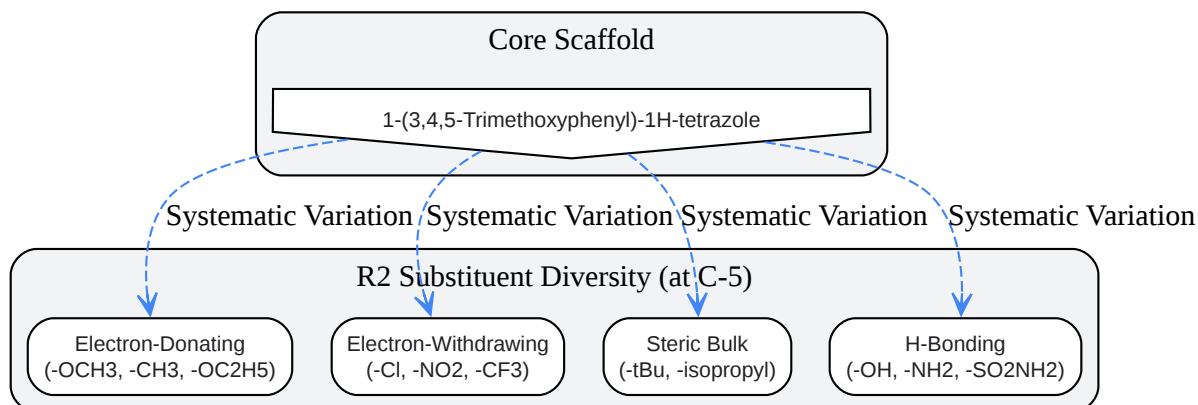 Core Scaffold
1-(3,4,5-Trimethoxyphenyl)-1H-tetrazole
Systematic Variation Systematic Variation Systematic Variation Systematic Variation
R2 Substituent Diversity (at C-5)
Electron-Donating
(-OCH3, -CH3, -OC2H5)
Electron-Withdrawing
(-Cl, -NO2, -CF3)
Steric Bulk
(-tBu, -isopropyl)
H-Bonding
(-OH, -NH2, -SO2NH2)